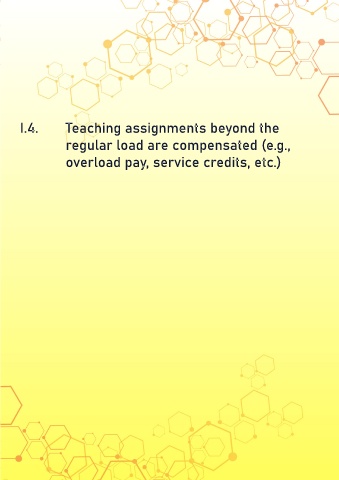 I.4. Teaching assignments beyond the
regular load are compensated (e.g.,
overload pay, service credits, etc.)